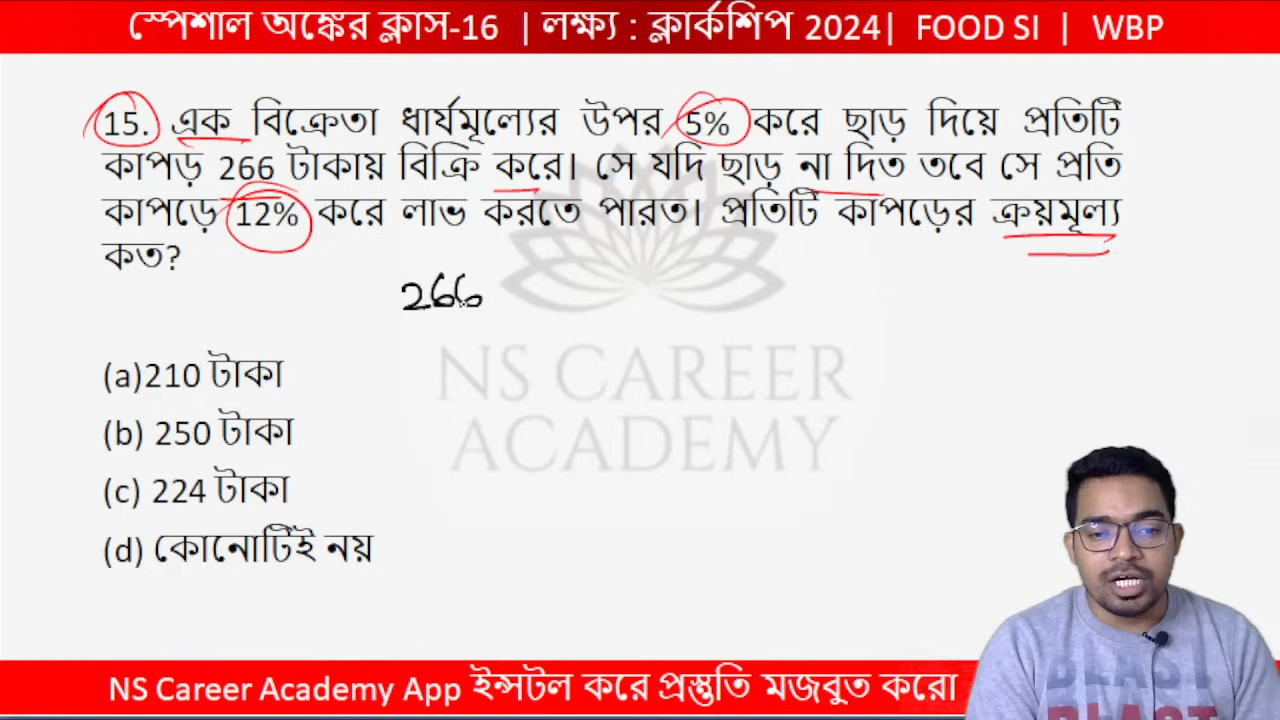 স্পেশাল অঙ্কের ক্লাস-16 | লক্ষ্য : ক্লার্কশিপ 2024| FOOD SI | WBP
15. এক বিক্রেতা ধার্যমূল্যের উপর 5% করে ছাড় দিয়ে প্রতিটি
কাপড় 266 টাকায় বিক্রি করে। সে যদি ছাড় না দিত তবে সে প্রতি
কাপড়ে 12% করে লাভ করতে পারত। প্রতিটি কাপড়ের ক্রয়মূল্য
কত?
266
(a)210 টাকা
(b) 250 টাকা
(c) 224 টাকা
(d) কোনোটিই নয়
NS CAREER
ACADEMY
BLAST
BLAST
NS Career Academy App ইন্সটল করে প্রস্তুতি মজবুত করো